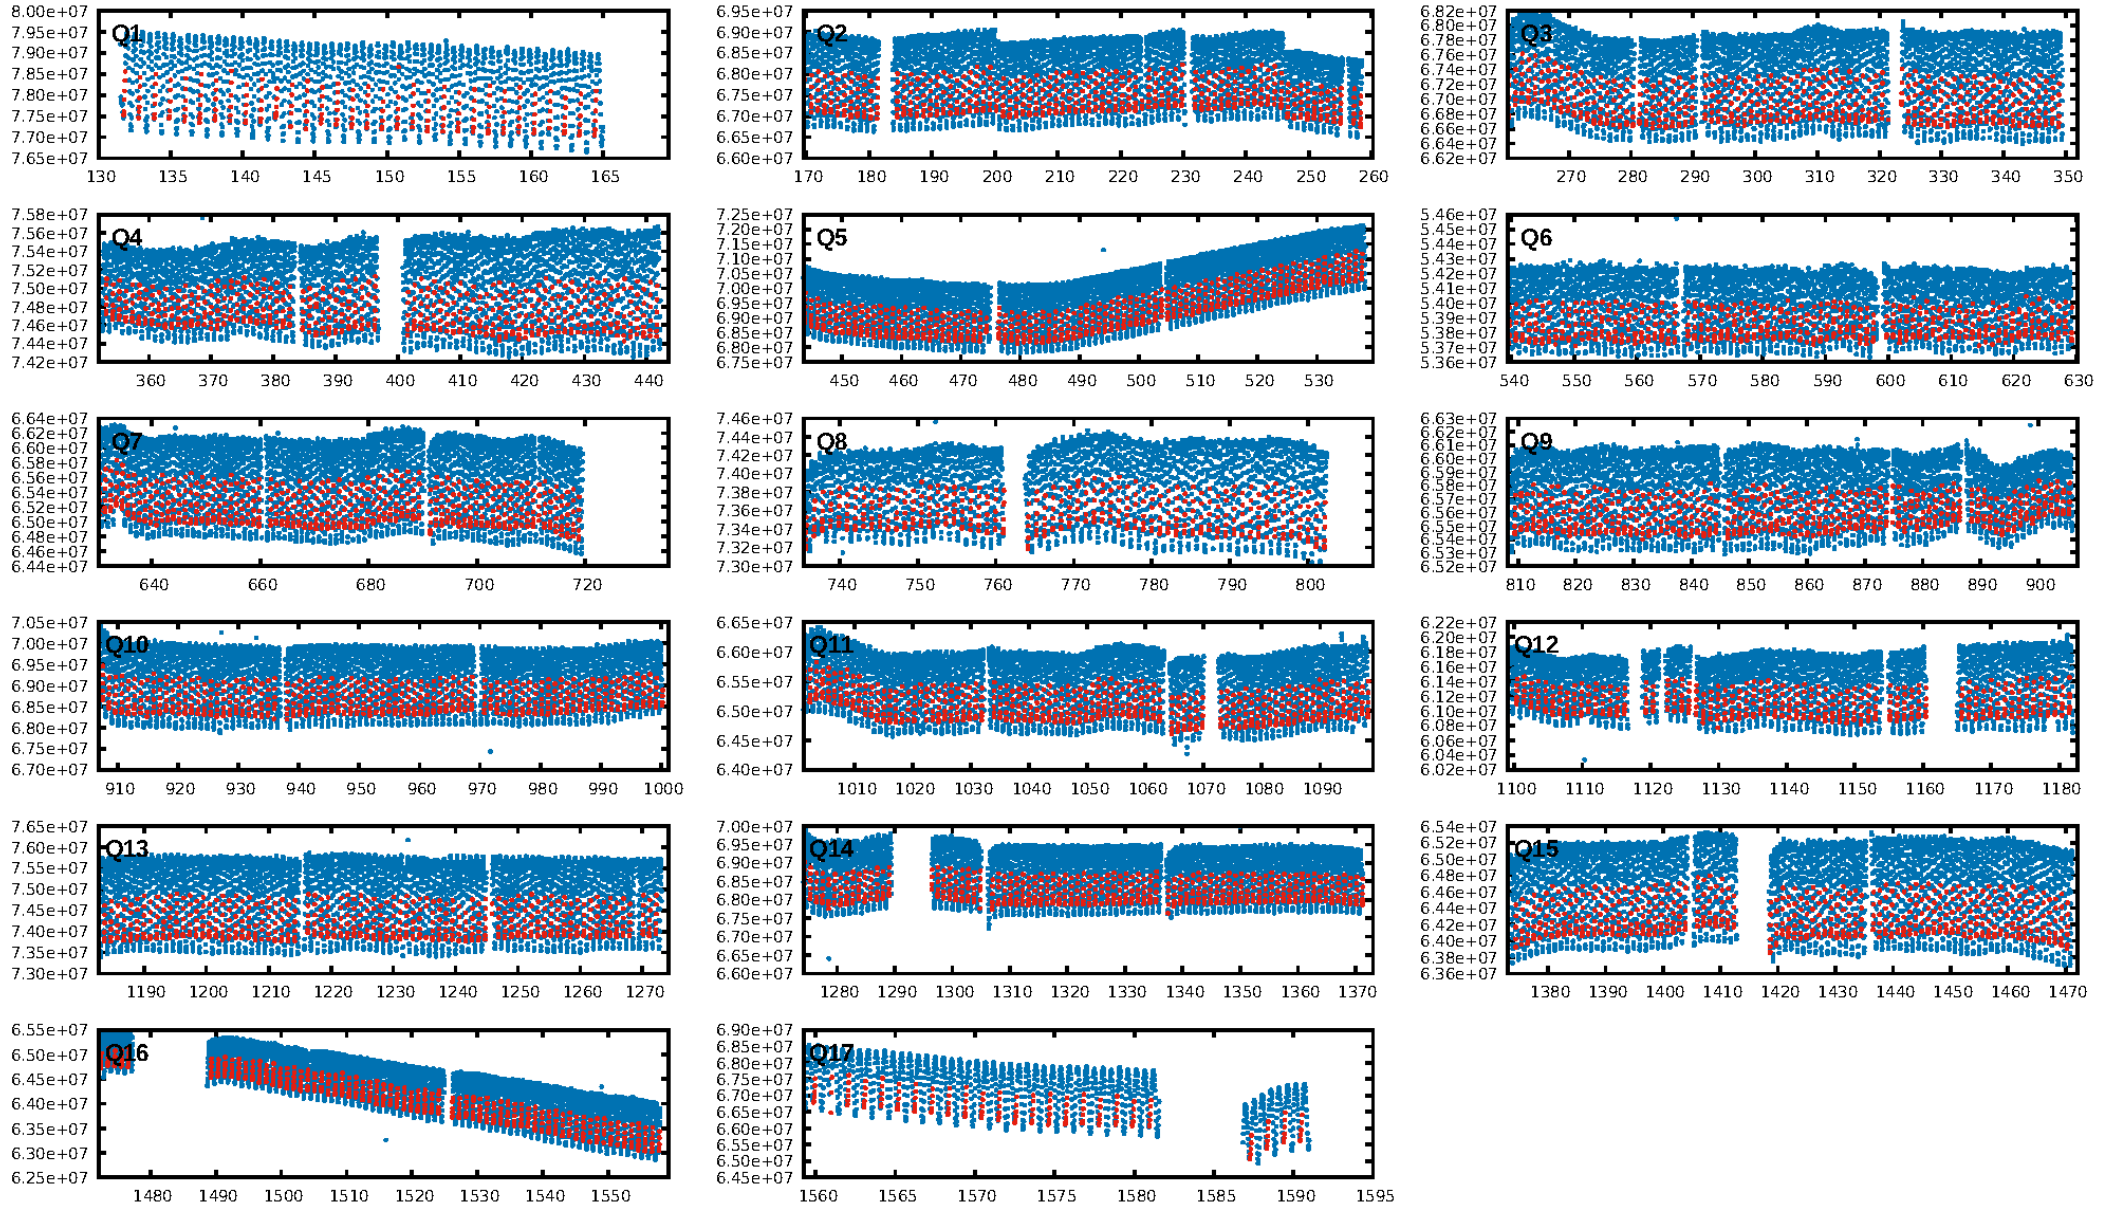 8.00e+07
7.95e+07
7.90e+07
7.85e+07
7.80e+07
7.75e+07
7.70e+07
7.65e+07
Q1
130 135 140 145 150 155 160 165
6.95e+07
6.90e+07
6.85e+07
6.80e+07
6.75e+07
6.70e+07
6.65e+07
6.60e+07
Q2
170 180 190 200 210 220 230 240 250 260
6.82e+07
6.80e+07
6.78e+07
6.76e+07
6.74e+07
6.72e+07
6.70e+07
6.68e+07
6.66e+07
6.64e+07
6.62e+07
Q3
270 280 290 300 310 320 330 340 350
7.58e+07
7.56e+07
7.54e+07
7.52e+07
7.50e+07
7.48e+07
7.46e+07
7.44e+07
7.42e+07
Q4
360 370 380 390 400 410 420 430 440
7.25e+07
7.20e+07
7.15e+07
7.10e+07
7.05e+07
7.00e+07
6.95e+07
6.90e+07
6.85e+07
6.80e+07
6.75e+07
Q5
450 460 470 480 490 500 510 520 530
5.46e+07
5.45e+07
5.44e+07
5.42e+07
5.41e+07
5.40e+07
5.38e+07
5.37e+07
5.36e+07
Q6
540 550 560 570 580 590 600 610 620 630
6.64e+07
6.62e+07
6.60e+07
6.58e+07
6.56e+07
6.54e+07
6.52e+07
6.50e+07
6.48e+07
6.46e+07
6.44e+07
Q7
640 660 680 700 720
7.46e+07
7.44e+07
7.42e+07
7.40e+07
7.38e+07
7.36e+07
7.34e+07
7.32e+07
7.30e+07
Q8
740 750 760 770 780 790 800
6.63e+07
6.62e+07
6.61e+07
6.60e+07
6.59e+07
6.58e+07
6.57e+07
6.56e+07
6.55e+07
6.54e+07
6.53e+07
6.52e+07
Q9
810 820 830 840 850 860 870 880 890 900
7.05e+07
7.00e+07
6.95e+07
6.90e+07
6.85e+07
6.80e+07
6.75e+07
6.70e+07
Q10
910 920 930 940 950 960 970 980 990 1000
6.65e+07
6.60e+07
6.55e+07
6.50e+07
6.45e+07
6.40e+07
Q11
1010 1020 1030 1040 1050 1060 1070 1080 1090
6.22e+07
6.20e+07
6.18e+07
6.16e+07
6.14e+07
6.12e+07
6.10e+07
6.08e+07
6.06e+07
6.04e+07
6.02e+07
Q12
1100 1110 1120 1130 1140 1150 1160 1170 1180
7.65e+07
7.60e+07
7.55e+07
7.50e+07
7.45e+07
7.40e+07
7.35e+07
7.30e+07
Q13
1190 1200 1210 1220 1230 1240 1250 1260 1270
7.00e+07
6.95e+07
6.90e+07
6.85e+07
6.80e+07
6.75e+07
6.70e+07
6.65e+07
6.60e+07
Q14
1280 1290 1300 1310 1320 1330 1340 1350 1360 1370
6.54e+07
6.52e+07
6.50e+07
6.48e+07
6.46e+07
6.44e+07
6.42e+07
6.40e+07
6.38e+07
6.36e+07
Q15
1380 1390 1400 1410 1420 1430 1440 1450 1460 1470
6.55e+07
6.50e+07
6.45e+07
6.40e+07
6.35e+07
6.30e+07
6.25e+07
Q16
1480 1490 1500 1510 1520 1530 1540 1550
6.90e+07
6.85e+07
6.80e+07
6.75e+07
6.70e+07
6.65e+07
6.60e+07
6.55e+07
6.50e+07
6.45e+07
Q17
1560 1565 1570 1575 1580 1585 1590 1595